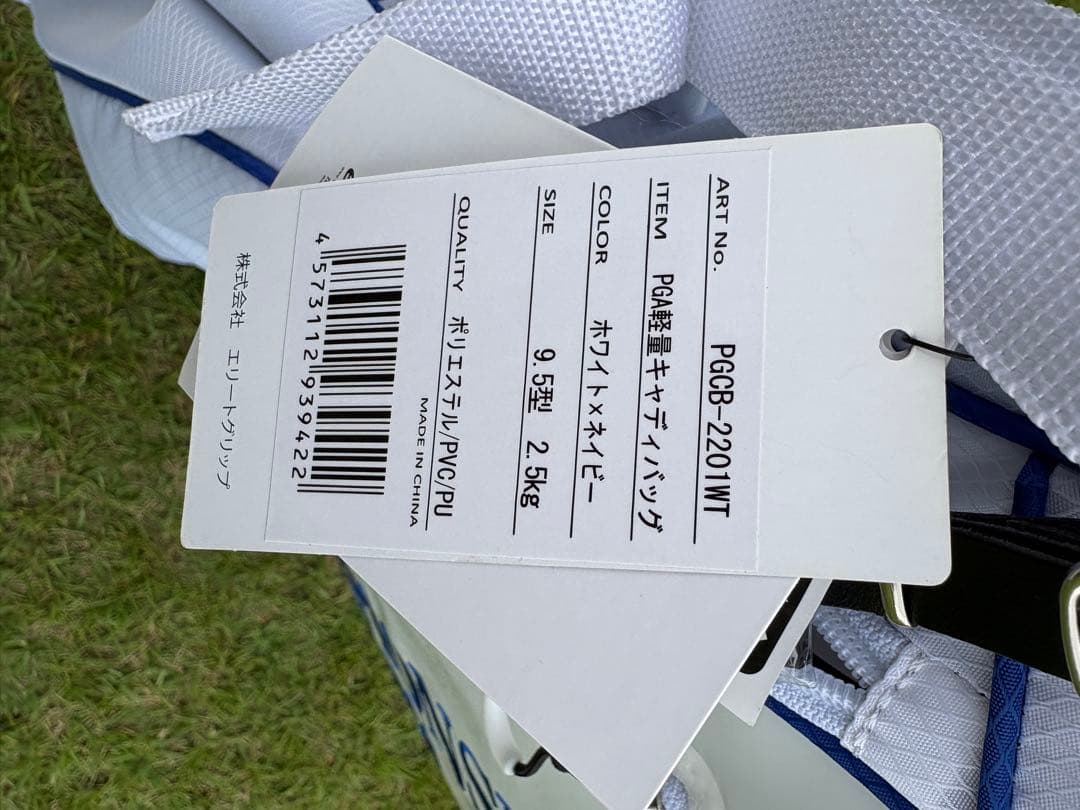 ART No. PGCB-2201WT
ITEM PGA軽量キャディバッグ
COLOR ホワイト×ネイビー
SIZE 9.5型 2.5kg
QUALITY ポリエステル/PVC/PU
MADE IN CHINA
4 573112 939422
株式会社 エリートグリップ